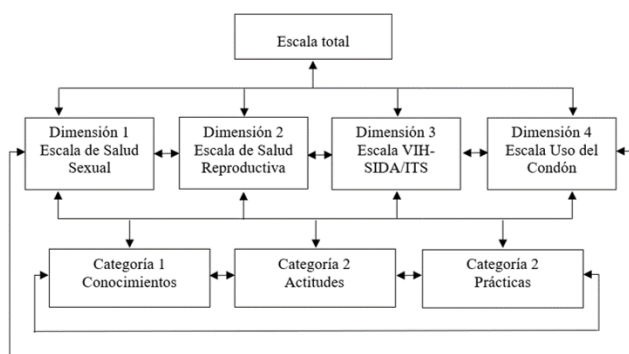 Escala total
Dimensión 1
Escala de Salud
Sexual
Dimensión 2
Escala de Salud
Reproductiva
Dimensión 3
Escala VIH-
SIDA/ITS
Dimensión 4
Escala Uso del
Condón
Categoría 1
Conocimientos
Categoría 2
Actitudes
Categoría 2
Prácticas